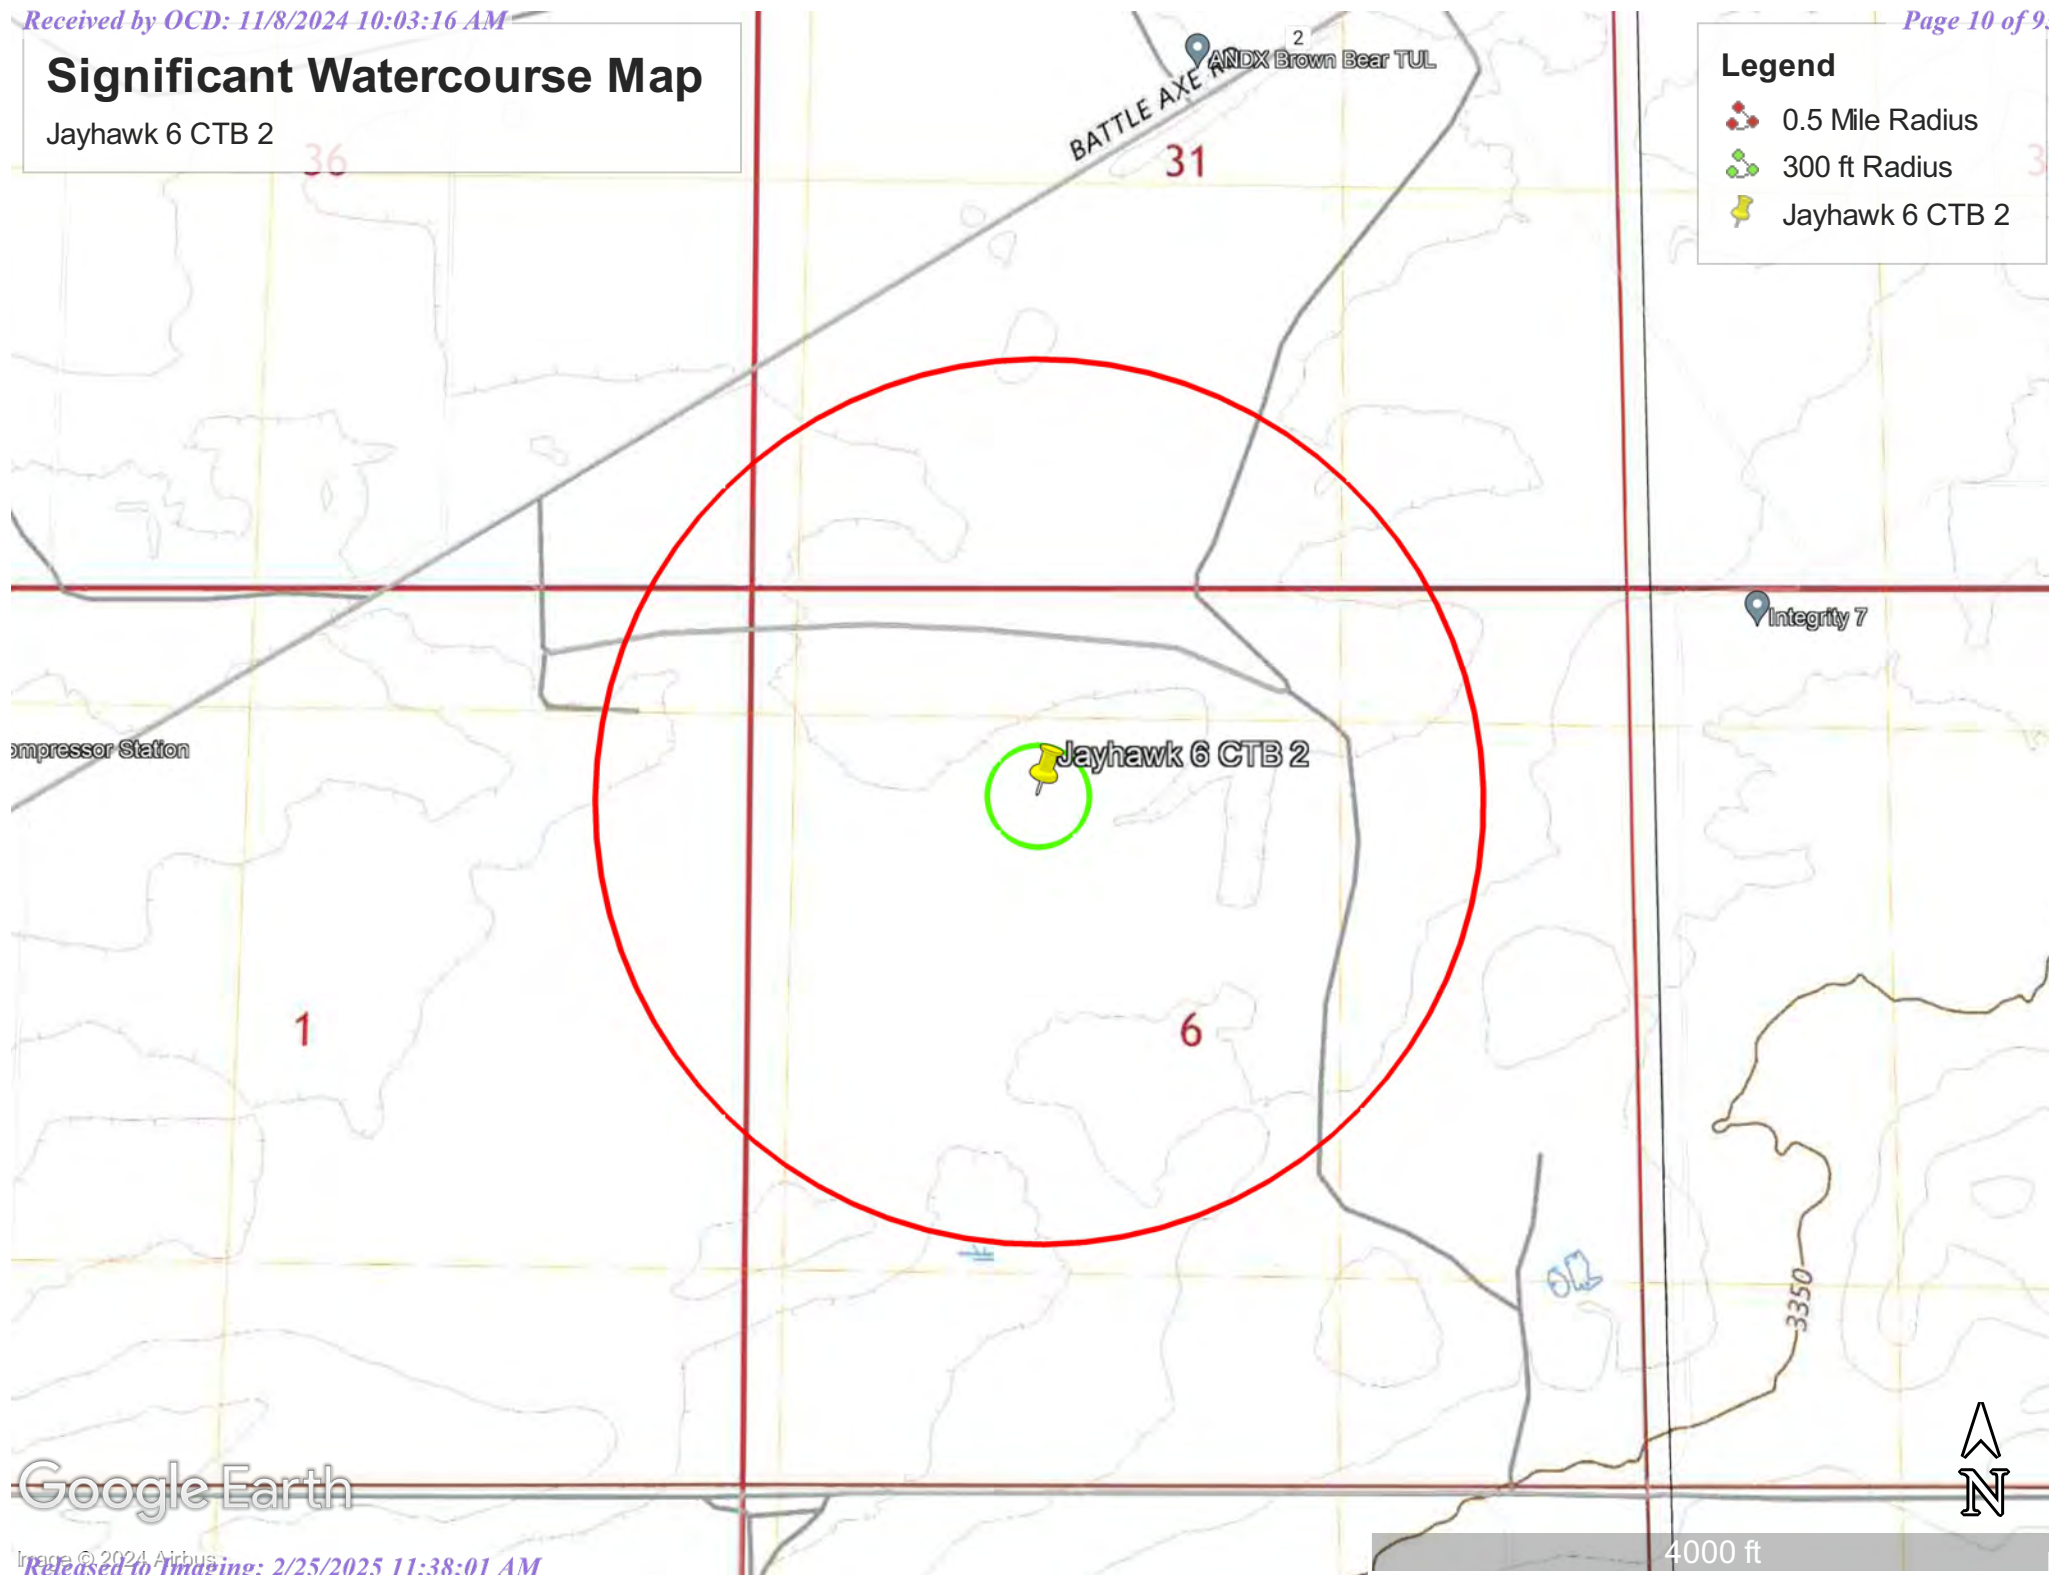 Received by OCD: 11/8/2024 10:03:16 AM
Page 10 of 9
Significant Watercourse Map
Jayhawk 6 CTB 2
Legend
0.5 Mile Radius
300 ft Radius
Jayhawk 6 CTB 2
2
ANDX Brown Bear TUL
BATTLE AXE RD
36
31
3
Integrity 7
ompressor Station
Jayhawk 6 CTB 2
1
6
3350
Google Earth
N
Image © 2024 Airbus
4000 ft
Released to Imaging: 2/25/2025 11:38:01 AM